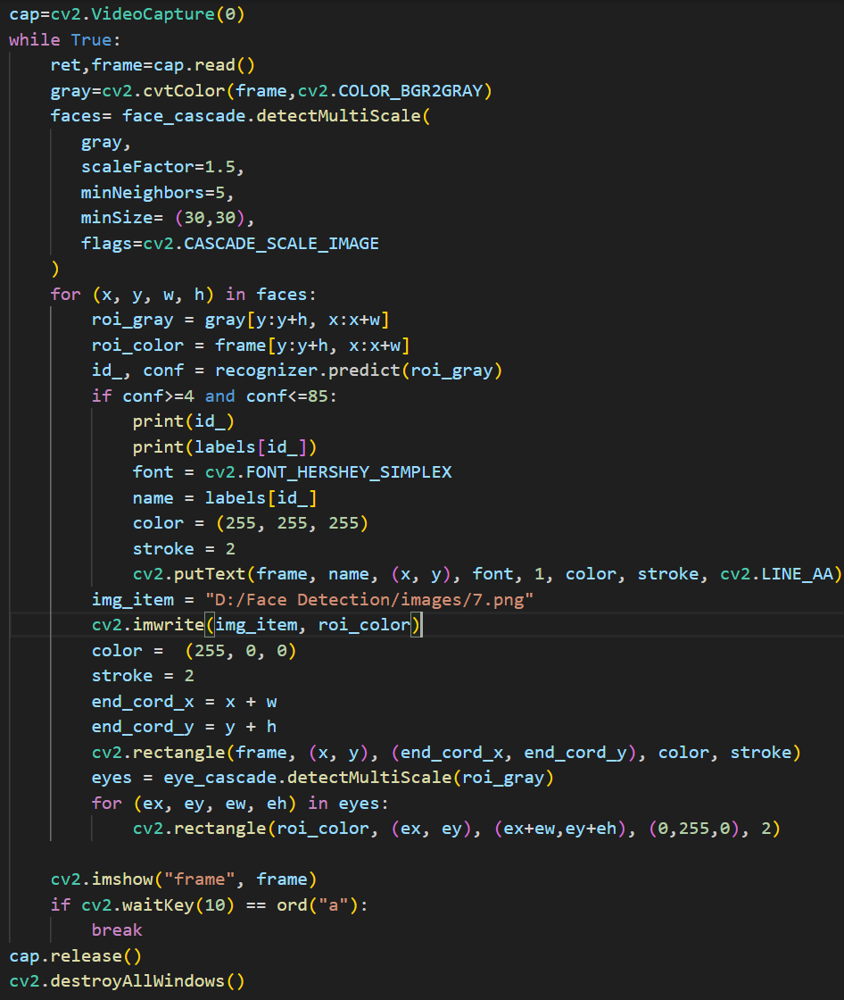 cap=cv2.VideoCapture(0)
while True:
    ret,frame=cap.read()
    gray=cv2.cvtColor(frame,cv2.COLOR_BGR2GRAY)
    faces= face_cascade.detectMultiScale(
       gray,
       scaleFactor=1.5,
       minNeighbors=5,
       minSize= (30,30),
       flags=cv2.CASCADE_SCALE_IMAGE
    )
    for (x, y, w, h) in faces:
        roi_gray = gray[y:y+h, x:x+w]
        roi_color = frame[y:y+h, x:x+w]
        id_, conf = recognizer.predict(roi_gray)
        if conf>=4 and conf<=85:
            print(id_)
            print(labels[id_])
            font = cv2.FONT_HERSHEY_SIMPLEX
            name = labels[id_]
            color = (255, 255, 255)
            stroke = 2
            cv2.putText(frame, name, (x, y), font, 1, color, stroke, cv2.LINE_AA)
        img_item = "D:/Face Detection/images/7.png"
        cv2.imwrite(img_item, roi_color)
        color =  (255, 0, 0)
        stroke = 2
        end_cord_x = x + w
        end_cord_y = y + h
        cv2.rectangle(frame, (x, y), (end_cord_x, end_cord_y), color, stroke)
        eyes = eye_cascade.detectMultiScale(roi_gray)
        for (ex, ey, ew, eh) in eyes:
            cv2.rectangle(roi_color, (ex, ey), (ex+ew,ey+eh), (0,255,0), 2)

    cv2.imshow("frame", frame)
    if cv2.waitKey(10) == ord("a"):
        break
cap.release()
cv2.destroyAllWindows()